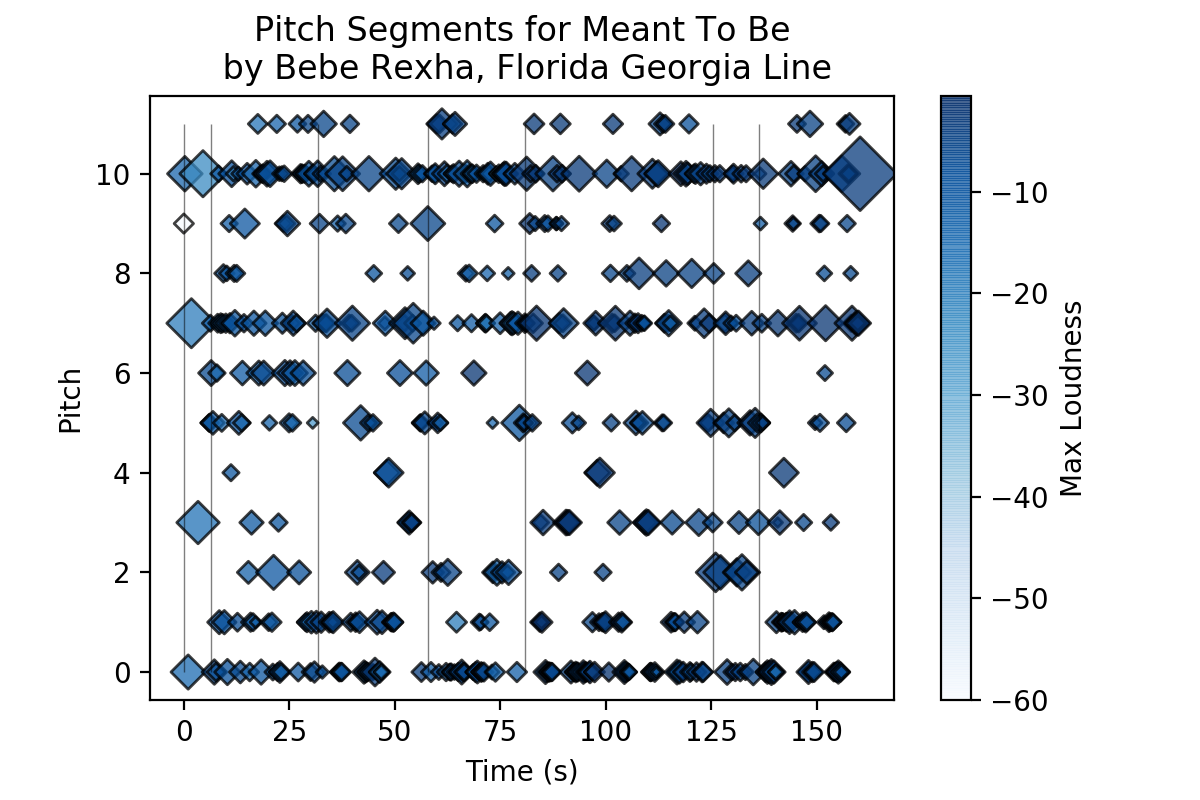 Pitch Segments for Meant To Be
by Bebe Rexha, Florida Georgia Line
Pitch
10
8
6
4
2
0
0 25 50 75 100 125 150
Time (s)
−10
−20
−30
−40
−50
−60
Max Loudness